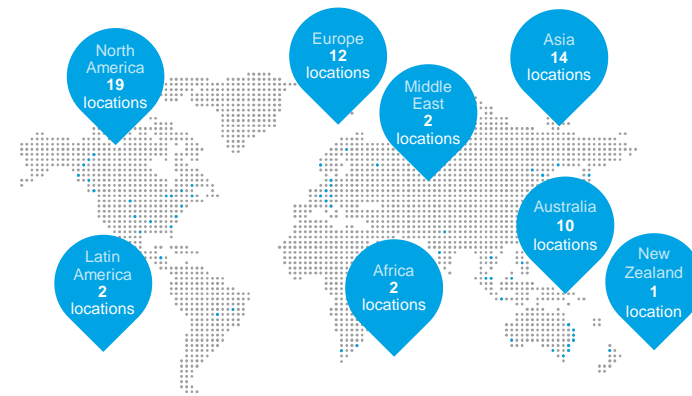 North
America
19
locations
Europe
12
locations
Asia
14
locations
Middle
East
2
locations
Australia
10
locations
Latin
America
2
locations
Africa
2
locations
New
Zealand
1
location